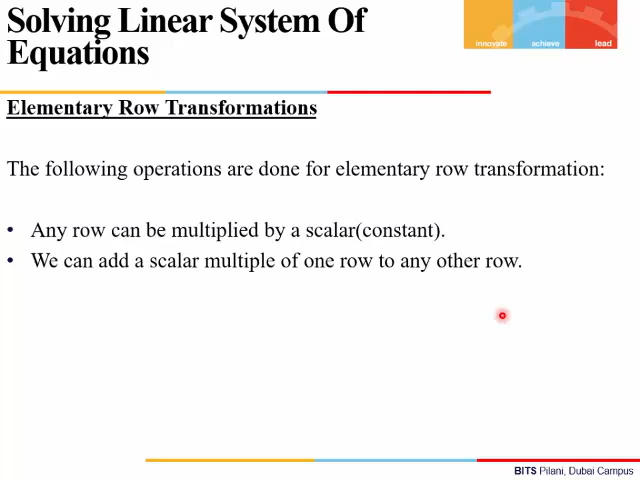 Solving Linear System Of
Equations
innovate achieve lead
Elementary Row Transformations
The following operations are done for elementary row transformation:
• Any row can be multiplied by a scalar(constant).
• We can add a scalar multiple of one row to any other row.
BITS Pilani, Dubai Campus